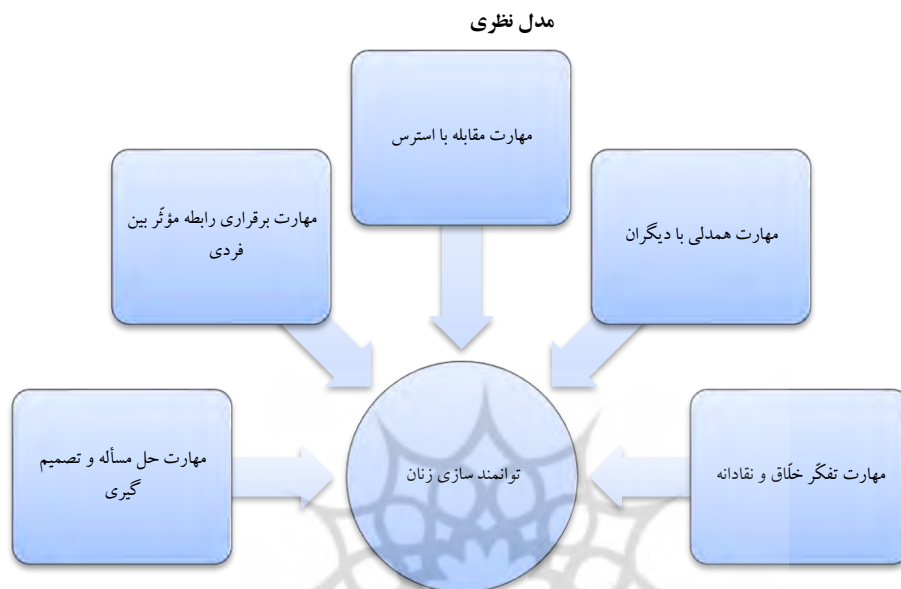 مدل نظری
مهارت مقابله با استرس
مهارت همدلی با دیگران
مهارت برقراری رابطه مؤثّر بین
فردی
مهارت تفکّر خلّاق و نقادانه
توانمند سازی زنان
مهارت حل مسأله و تصمیم
گیری